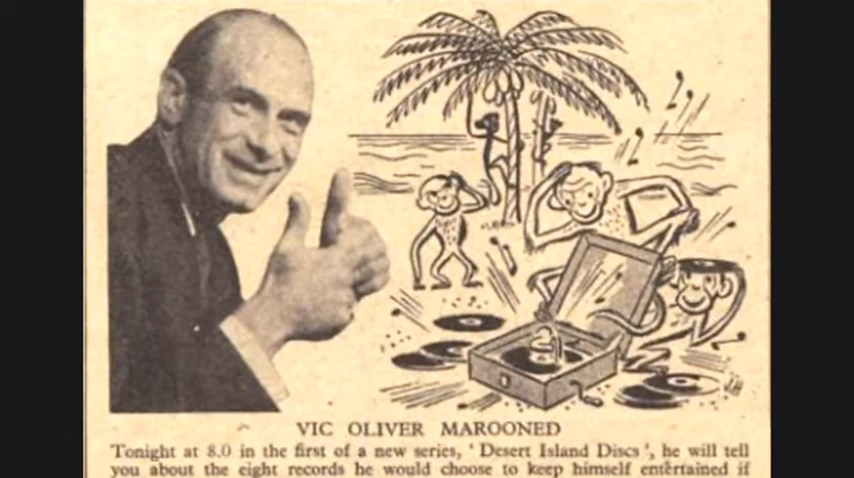 VIC OLIVER MAROONED
Tonight at 8.0 in the first of a new series, ‘Desert Island Discs’, he will tell
you about the eight records he would choose to keep himself entertained if